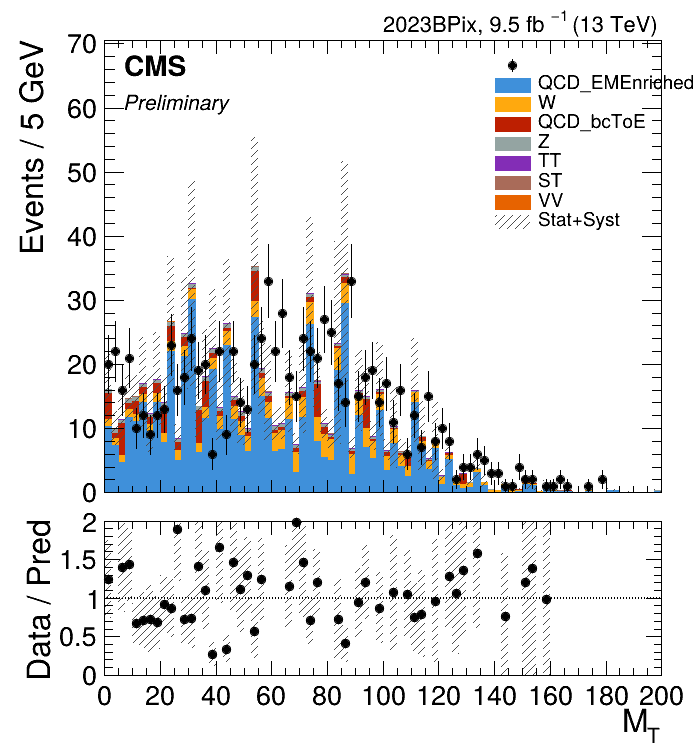 2023BPix, 9.5 fb⁻¹ (13 TeV)
CMS
Preliminary
QCD_EMEnriched
W
QCD_bcToE
Z
TT
ST
VV
Stat+Syst
Events / 5 GeV
70
60
50
40
30
20
10
0
Data / Pred
2
1.5
1
0.5
0
0 20 40 60 80 100 120 140 160 180 200
M_T